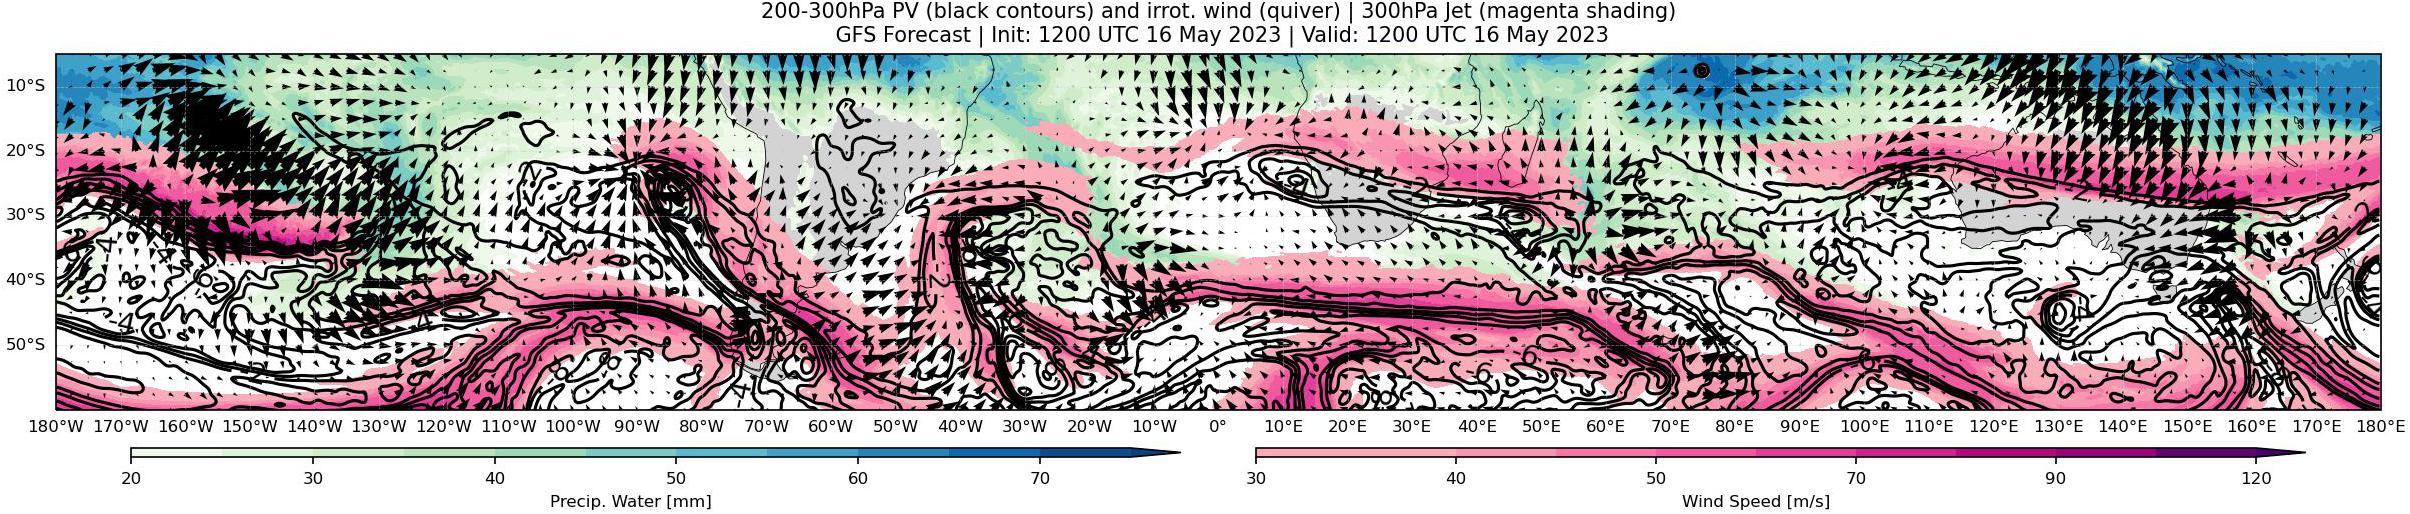 200-300hPa PV (black contours) and irrot. wind (quiver) | 300hPa Jet (magenta shading)
GFS Forecast | Init: 1200 UTC 16 May 2023 | Valid: 1200 UTC 16 May 2023
10°S
20°S
30°S
40°S
50°S
180°W 170°W 160°W 150°W 140°W 130°W 120°W 110°W 100°W 90°W 80°W 70°W 60°W 50°W 40°W 30°W 20°W 10°W 0° 10°E 20°E 30°E 40°E 50°E 60°E 70°E 80°E 90°E 100°E 110°E 120°E 130°E 140°E 150°E 160°E 170°E 180°E
20 30 40 50 60 70
Precip. Water [mm]
30 40 50 70 90 120
Wind Speed [m/s]